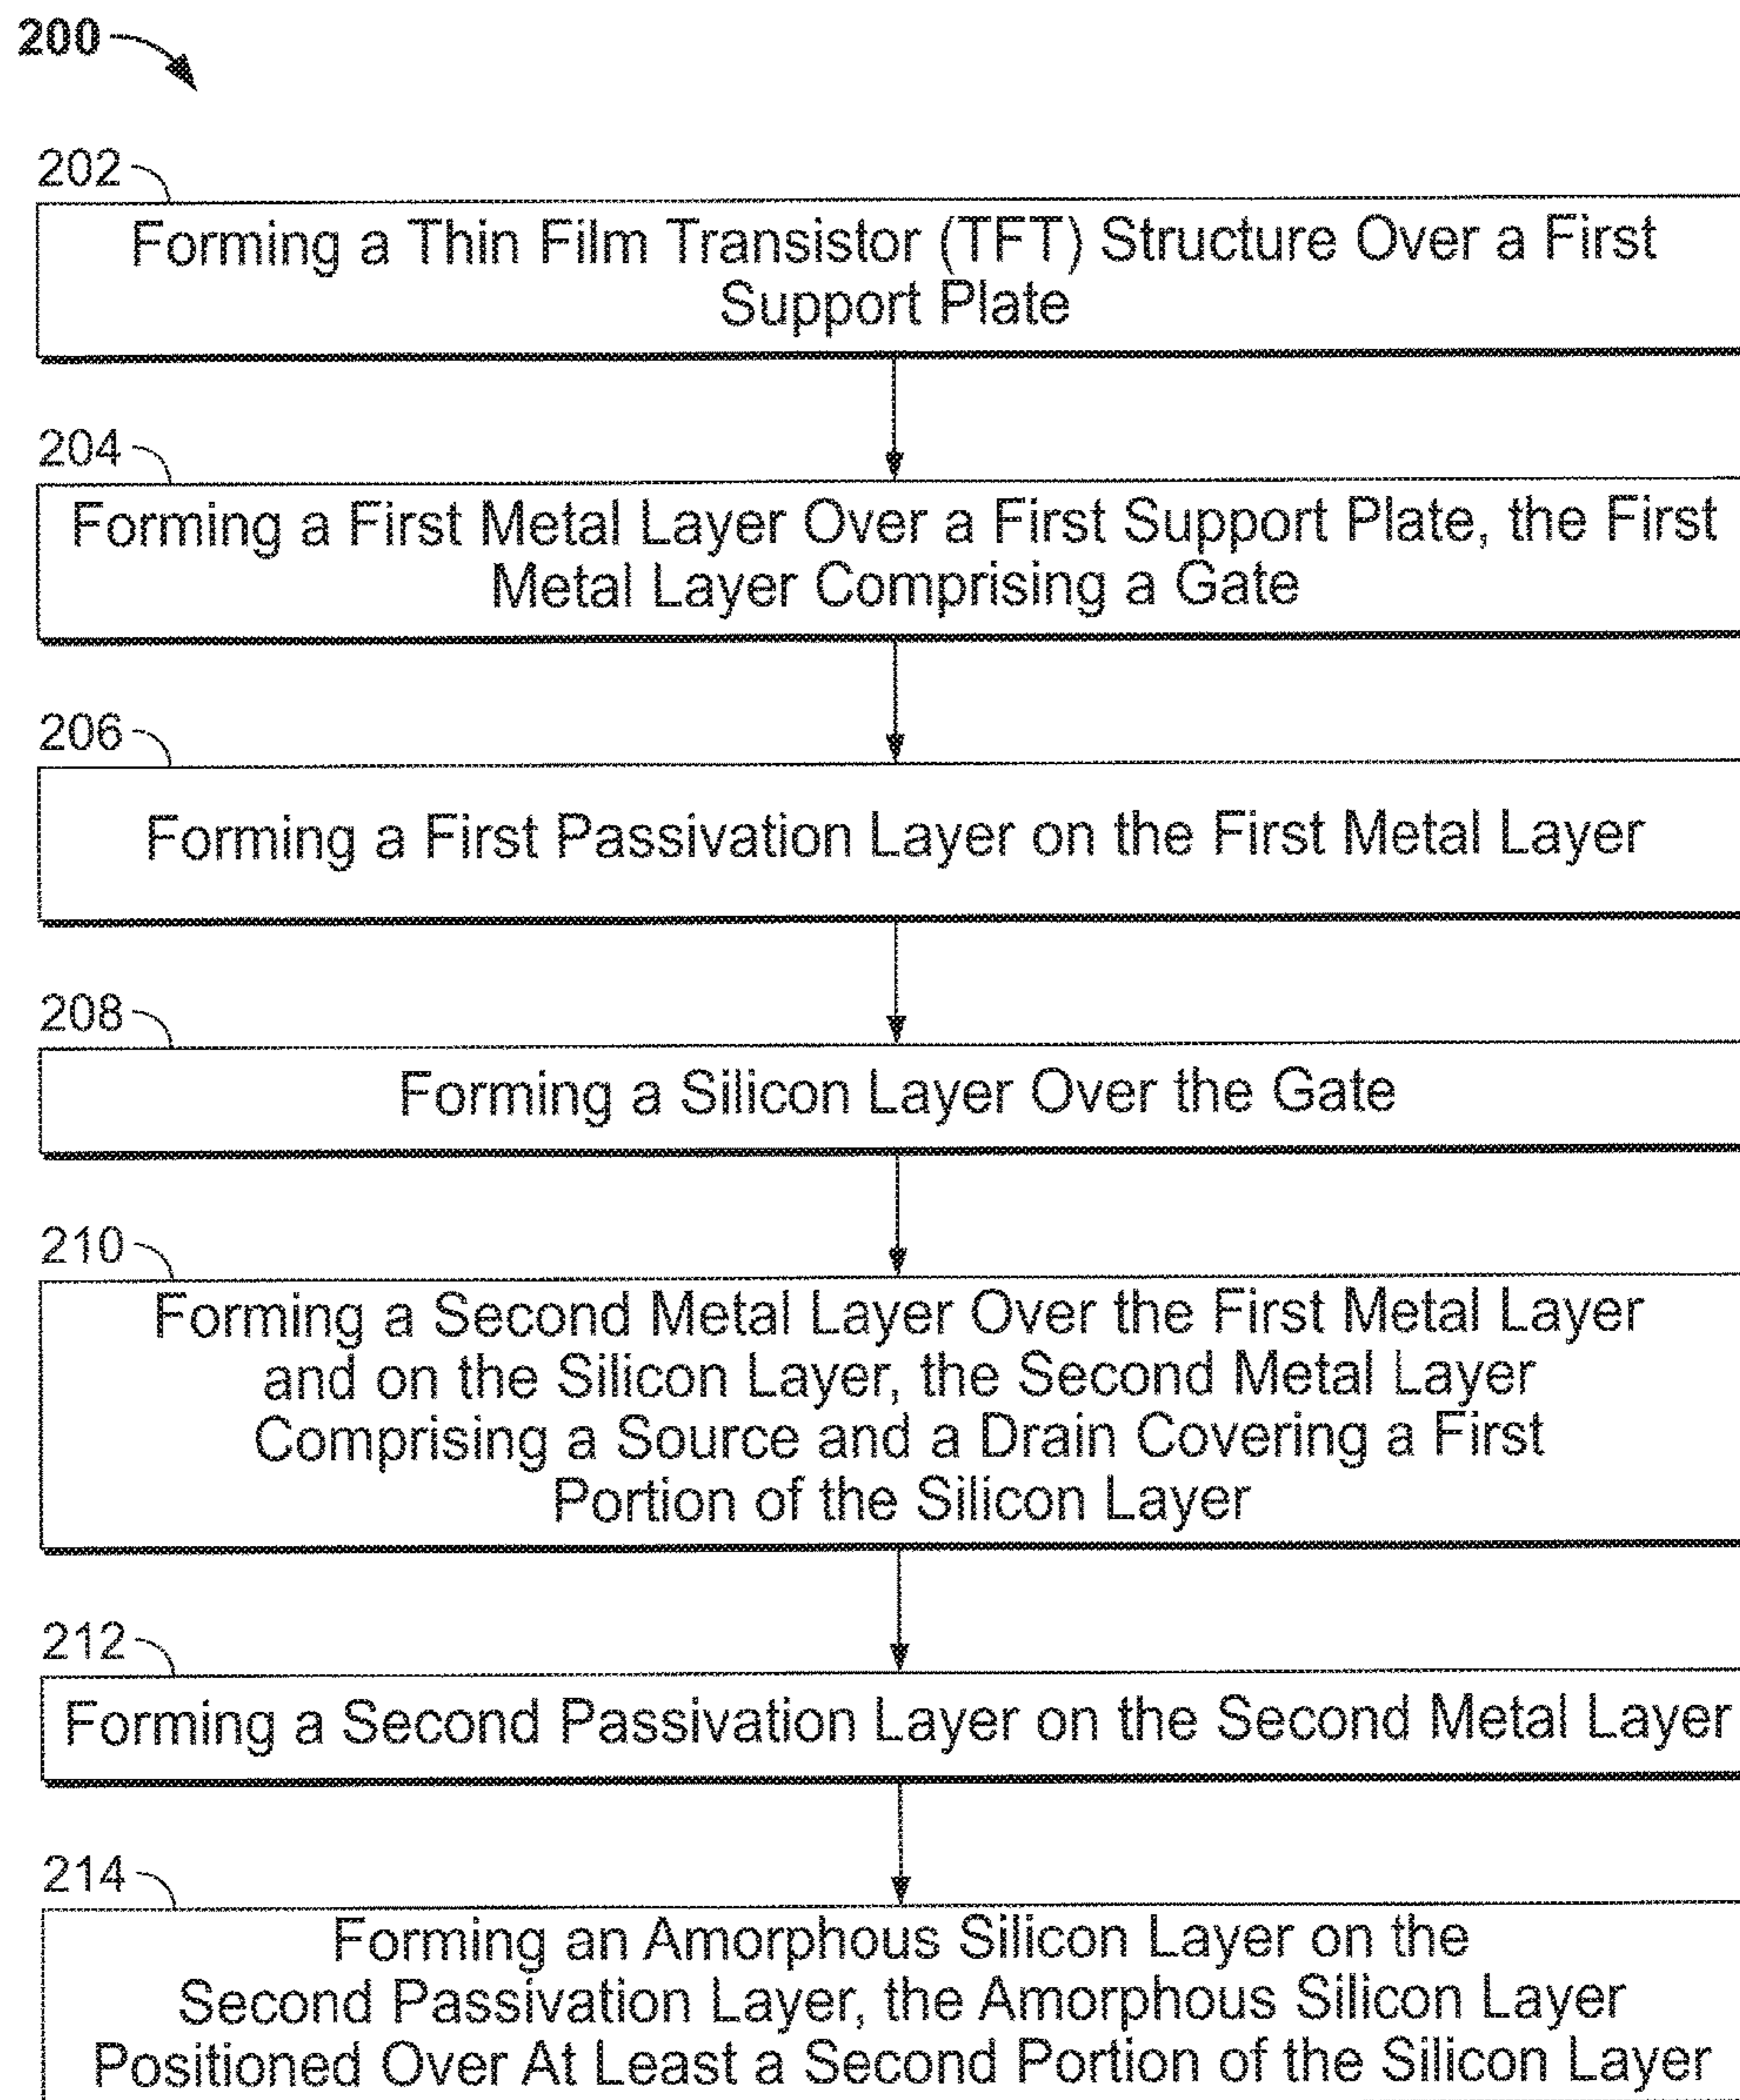 200
202
Forming a Thin Film Transistor (TFT) Structure Over a First
Support Plate
204
Forming a First Metal Layer Over a First Support Plate, the First
Metal Layer Comprising a Gate
206
Forming a First Passivation Layer on the First Metal Layer
208
Forming a Silicon Layer Over the Gate
210
Forming a Second Metal Layer Over the First Metal Layer
and on the Silicon Layer, the Second Metal Layer
Comprising a Source and a Drain Covering a First
Portion of the Silicon Layer
212
Forming a Second Passivation Layer on the Second Metal Layer
214
Forming an Amorphous Silicon Layer on the
Second Passivation Layer, the Amorphous Silicon Layer
Positioned Over At Least a Second Portion of the Silicon Layer